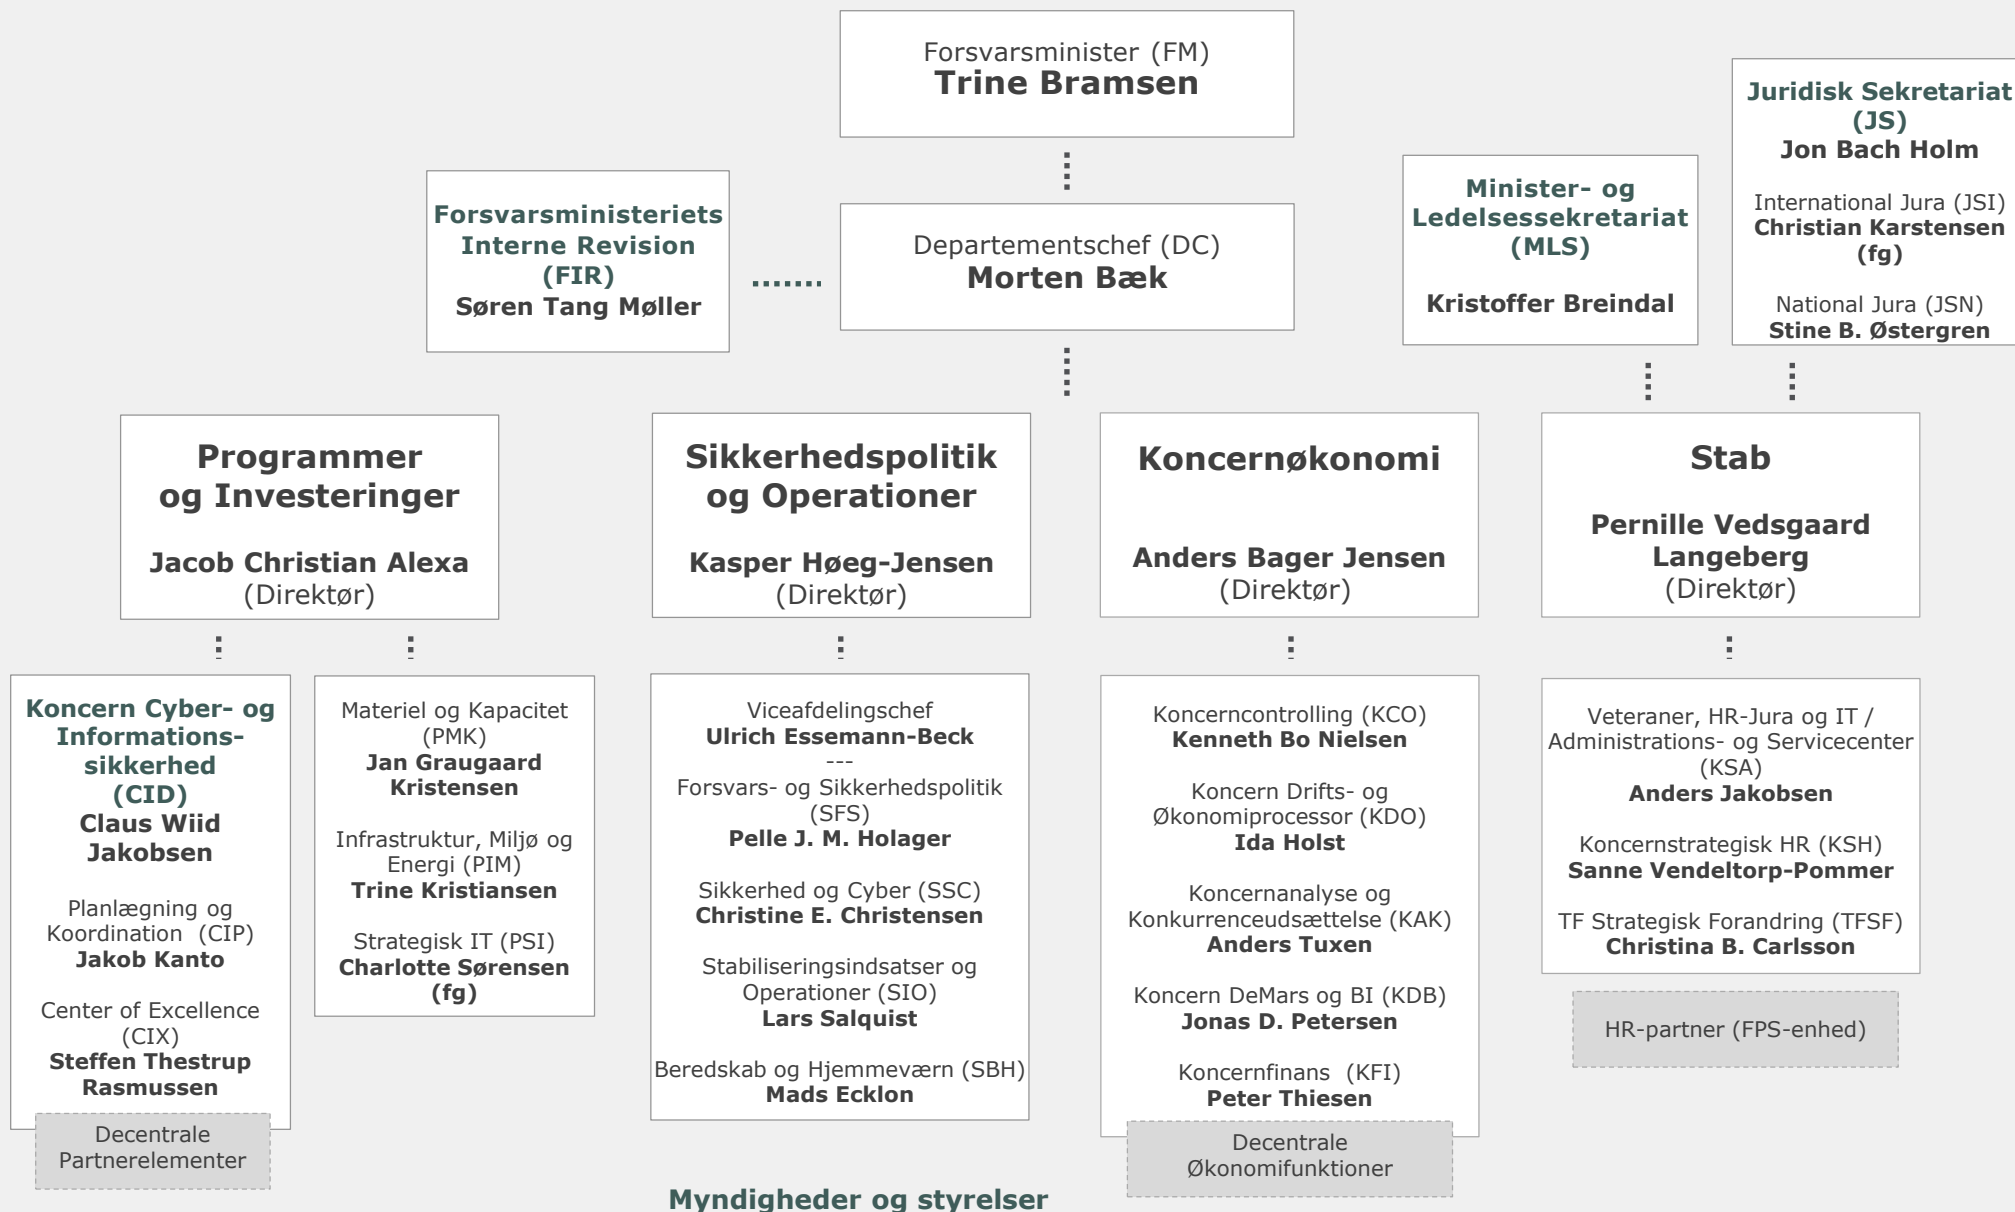 Forsvarsminister (FM)
Trine Bramsen
Juridisk Sekretariat
(JS)
Jon Bach Holm
International Jura (JSI)
Christian Karstensen
(fg)
National Jura (JSN)
Stine B. Østergren
Minister- og
Ledelsessekretariat
(MLS)
Kristoffer Breindal
Forsvarsministeriets
Interne Revision
(FIR)
Søren Tang Møller
Departementschef (DC)
Morten Bæk
Programmer
og Investeringer
Jacob Christian Alexa
(Direktør)
Sikkerhedspolitik
og Operationer
Kasper Høeg-Jensen
(Direktør)
Koncernøkonomi
Anders Bager Jensen
(Direktør)
Stab
Pernille Vedsgaard
Langeberg
(Direktør)
Koncern Cyber- og
Informations-
sikkerhed
(CID)
Claus Wiid
Jakobsen
Planlægning og
Koordination (CIP)
Jakob Kanto
Center of Excellence
(CIX)
Steffen Thestrup
Rasmussen
Decentrale
Partnerelementer
Materiel og Kapacitet
(PMK)
Jan Graugaard
Kristensen
Infrastruktur, Miljø og
Energi (PIM)
Trine Kristiansen
Strategisk IT (PSI)
Charlotte Sørensen
(fg)
Viceafdelingschef
Ulrich Essemann-Beck
---
Forsvars- og Sikkerhedspolitik
(SFS)
Pelle J. M. Holager
Sikkerhed og Cyber (SSC)
Christine E. Christensen
Stabiliseringsindsatser og
Operationer (SIO)
Lars Salquist
Beredskab og Hjemmeværn (SBH)
Mads Ecklon
Koncerncontrolling (KCO)
Kenneth Bo Nielsen
Koncern Drifts- og
Økonomiprocessor (KDO)
Ida Holst
Koncernanalyse og
Konkurrenceudsættelse (KAK)
Anders Tuxen
Koncern DeMars og BI (KDB)
Jonas D. Petersen
Koncernfinans (KFI)
Peter Thiesen
Decentrale
Økonomifunktioner
Veteraner, HR-Jura og IT /
Administrations- og Servicecenter
(KSA)
Anders Jakobsen
Koncernstrategisk HR (KSH)
Sanne Vendeltorp-Pommer
TF Strategisk Forandring (TFSF)
Christina B. Carlsson
HR-partner (FPS-enhed)
Myndigheder og styrelser